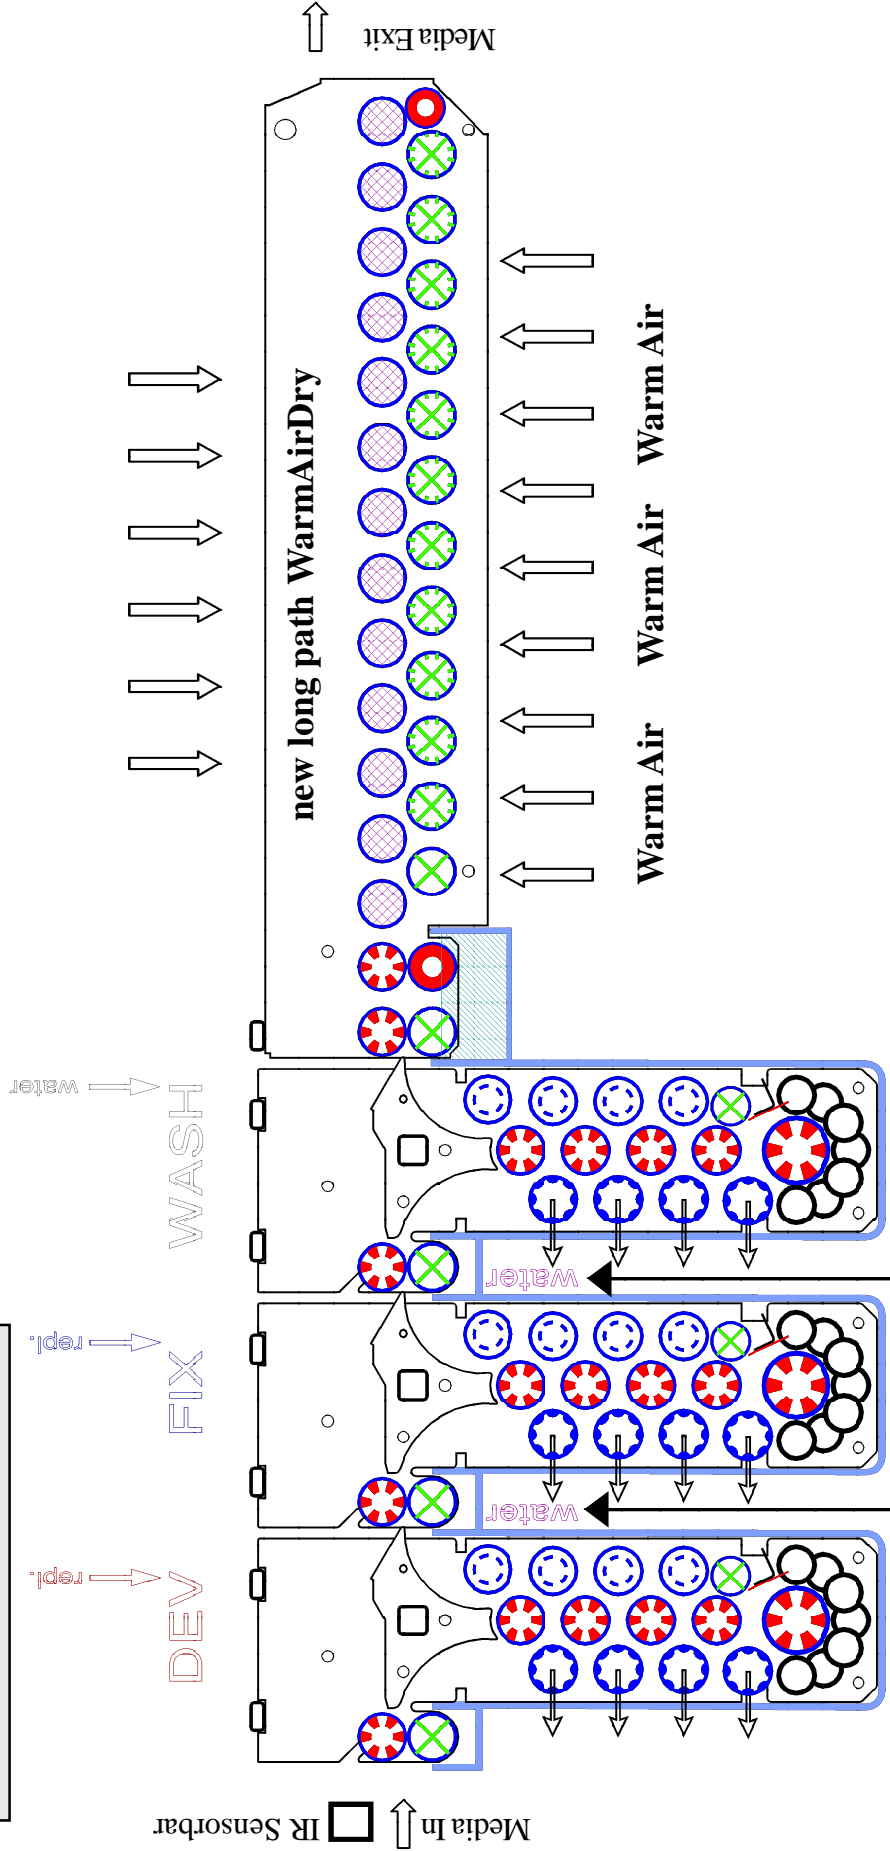 Media Exit
new long path WarmAirDry
Warm Air
Warm Air
Warm Air
water
WASH
water
repl.
FIX
water
repl.
DEV
IR Sensorbar
Media In